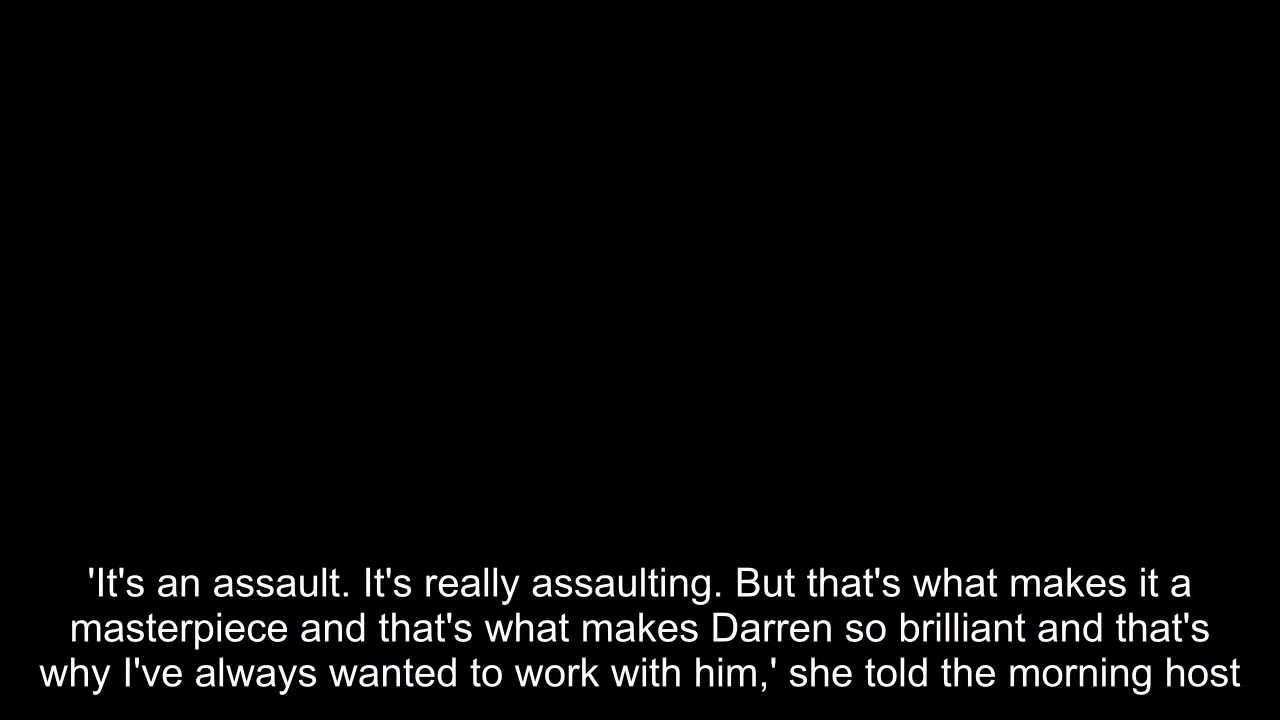 'It's an assault. It's really assaulting. But that's what makes it a
masterpiece and that's what makes Darren so brilliant and that's
why I've always wanted to work with him,' she told the morning host